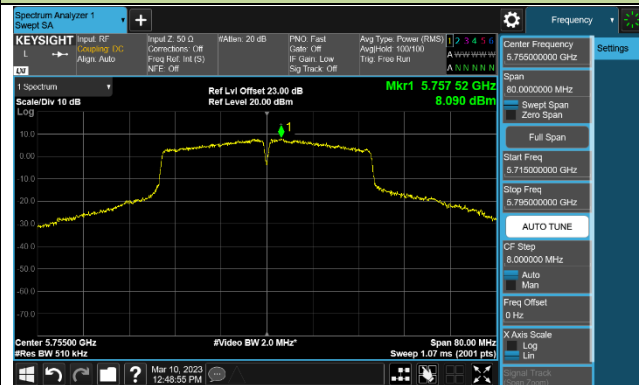 Spectrum Analyzer 1
Swept SA
Frequency
KEYSIGHT
L
LXI
Input: RF
Coupling: DC
Align: Auto
Input Z: 50 Ω
Corrections: Off
Freq Ref: Int (S)
NFE: Off
#Atten: 20 dB
PNO: Fast
Gate: Off
IF Gain: Low
Sig Track: Off
Avg Type: Power (RMS)
Avg|Hold: 100/100
Trig: Free Run
1 2 3 4 5 6
A W W W W W
A N N N N N
Center Frequency
5.755000000 GHz
Settings
Span
80.0000000 MHz
Swept Span
Zero Span
Full Span
Start Freq
5.715000000 GHz
Stop Freq
5.795000000 GHz
AUTO TUNE
CF Step
8.000000 MHz
Auto
Man
Freq Offset
0 Hz
X Axis Scale
Log
Lin
Signal Track
(Span Zoom)
1 Spectrum
Scale/Div 10 dB
Log
Ref Lvl Offset 23.00 dB
Ref Level 20.00 dBm
Mkr1 5.757 52 GHz
8.090 dBm
1
10.0
0.00
-10.0
-20.0
-30.0
-40.0
-50.0
-60.0
-70.0
Center 5.75500 GHz
#Res BW 510 kHz
#Video BW 2.0 MHz*
Span 80.00 MHz
Sweep 1.07 ms (2001 pts)
Mar 10, 2023
12:48:55 PM